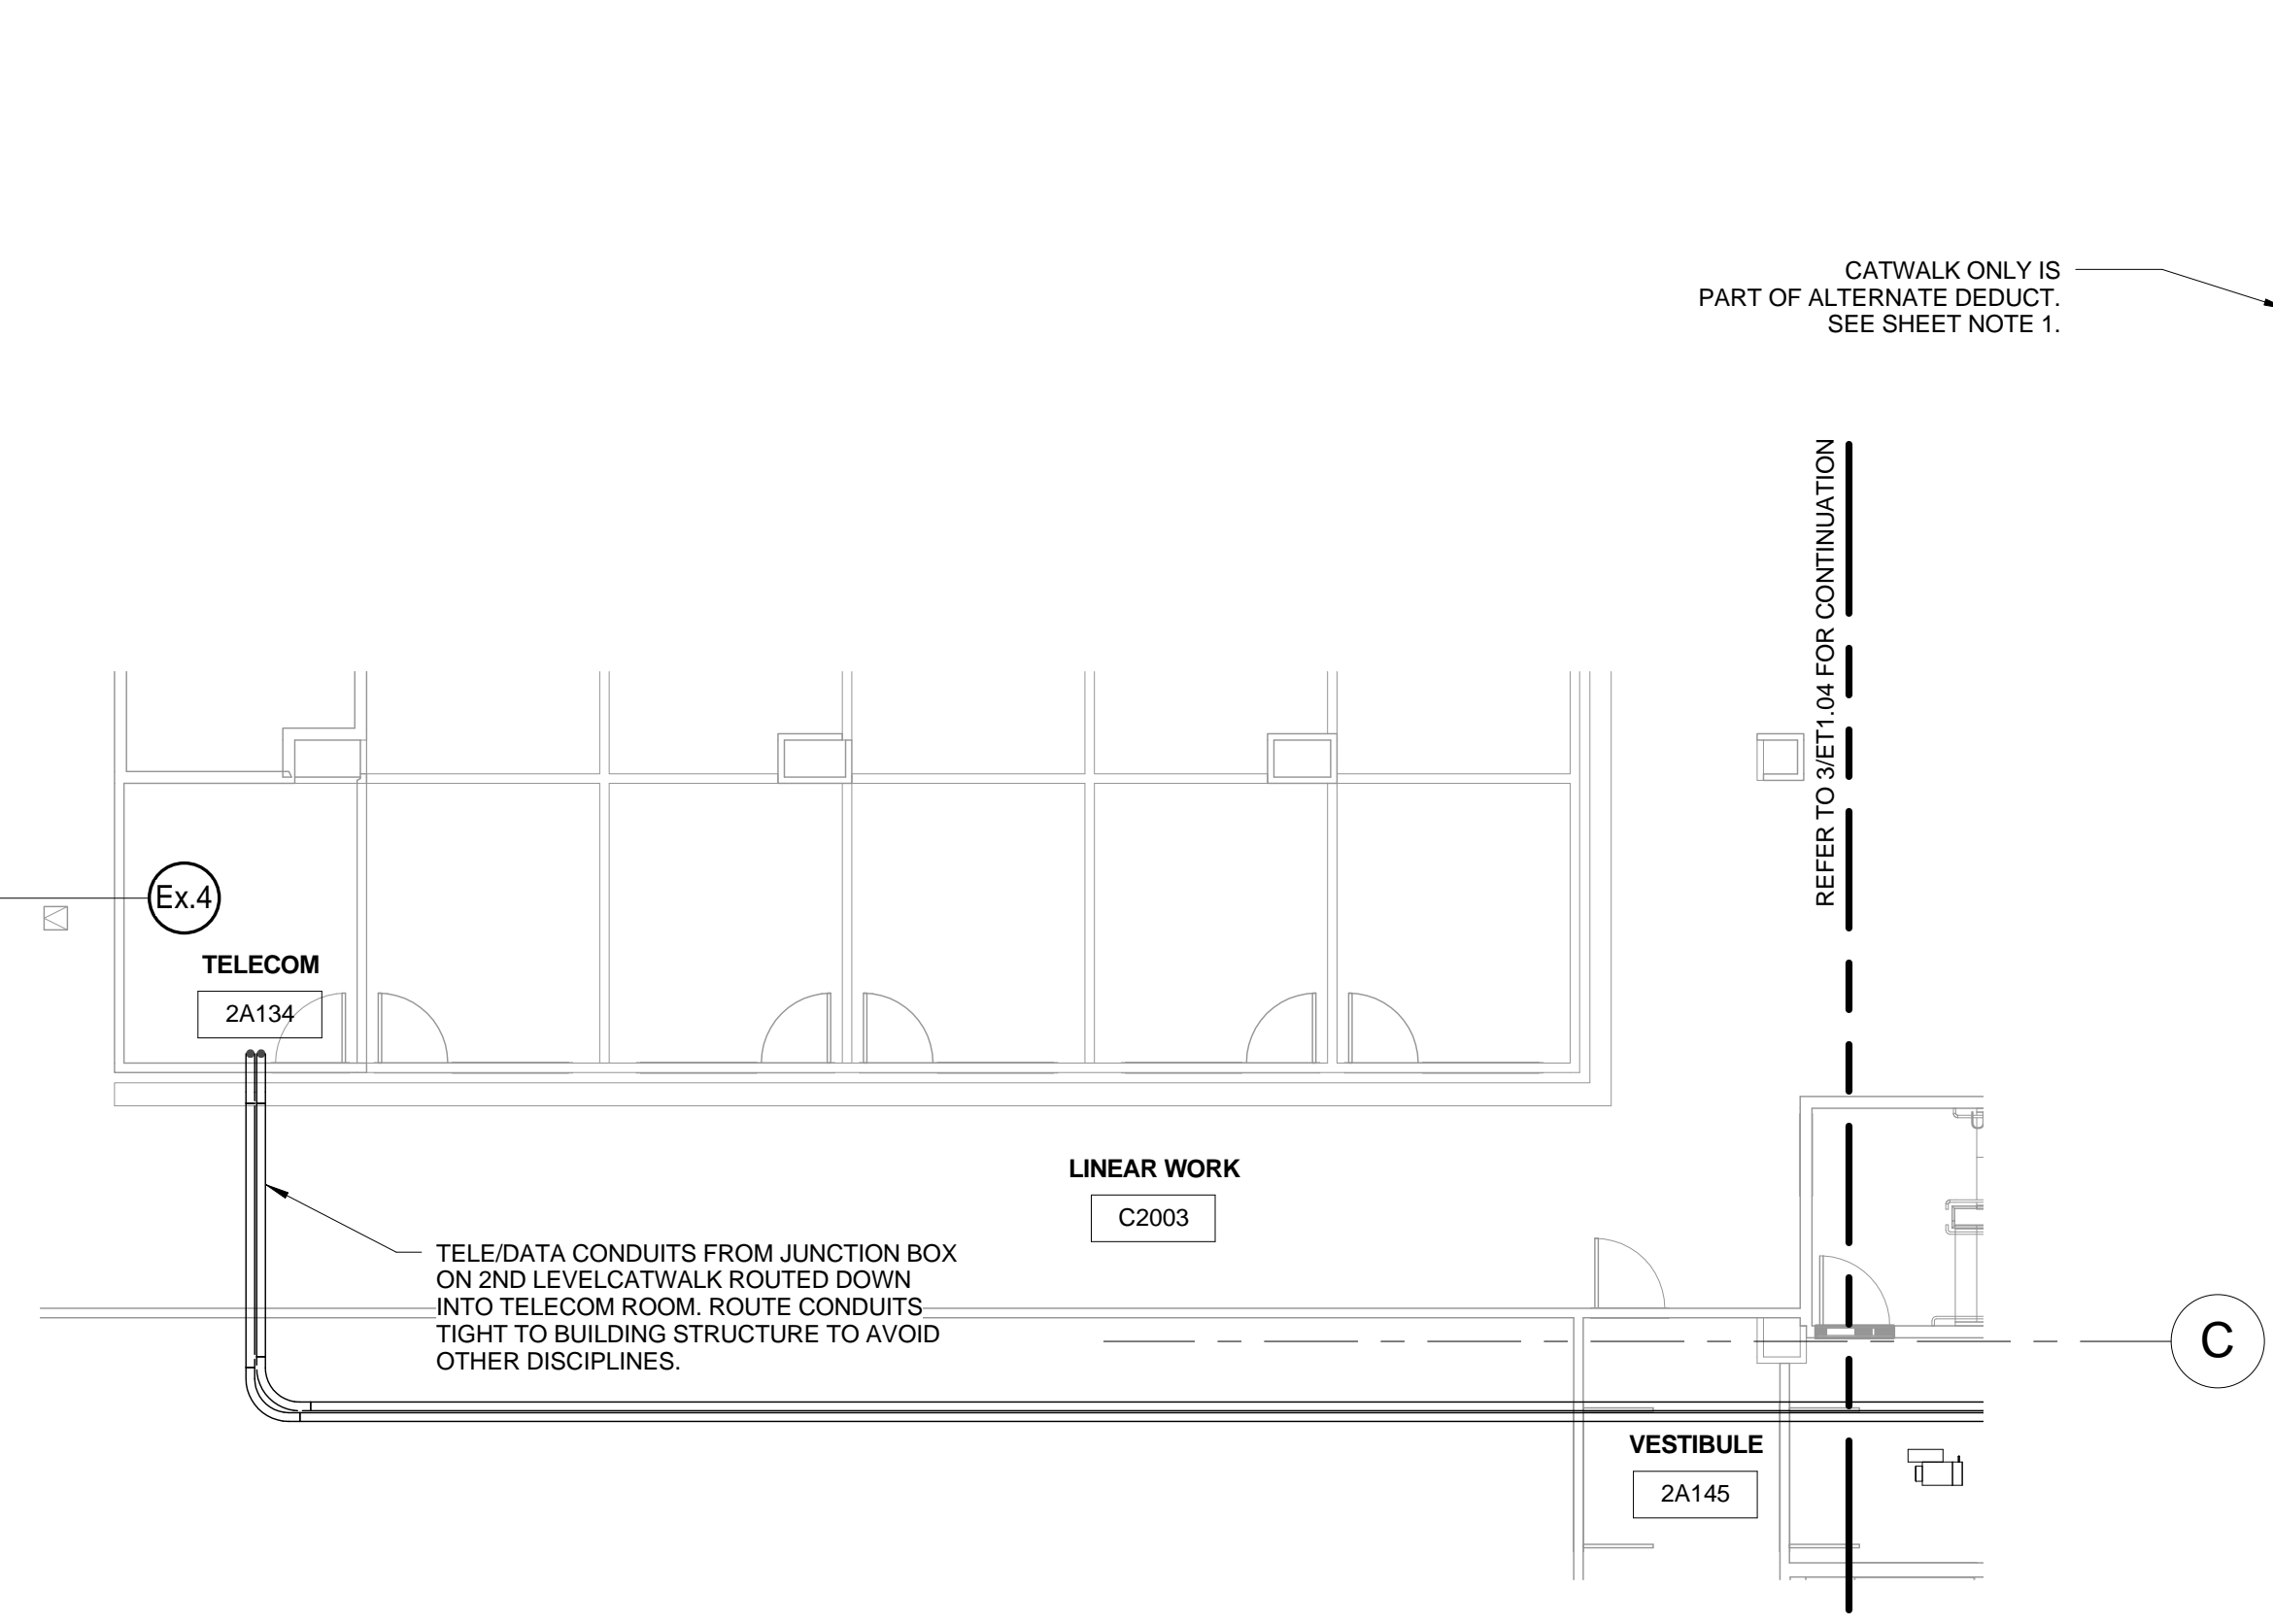 CATWALK ONLY IS
PART OF ALTERNATE DEDUCT.
SEE SHEET NOTE 1.
REFER TO 3/ET1.04 FOR CONTINUATION
Ex.4
TELECOM
2A134
LINEAR WORK
C2003
TELE/DATA CONDUITS FROM JUNCTION BOX
ON 2ND LEVELCATWALK ROUTED DOWN
INTO TELECOM ROOM. ROUTE CONDUITS
TIGHT TO BUILDING STRUCTURE TO AVOID
OTHER DISCIPLINES.
C
VESTIBULE
2A145